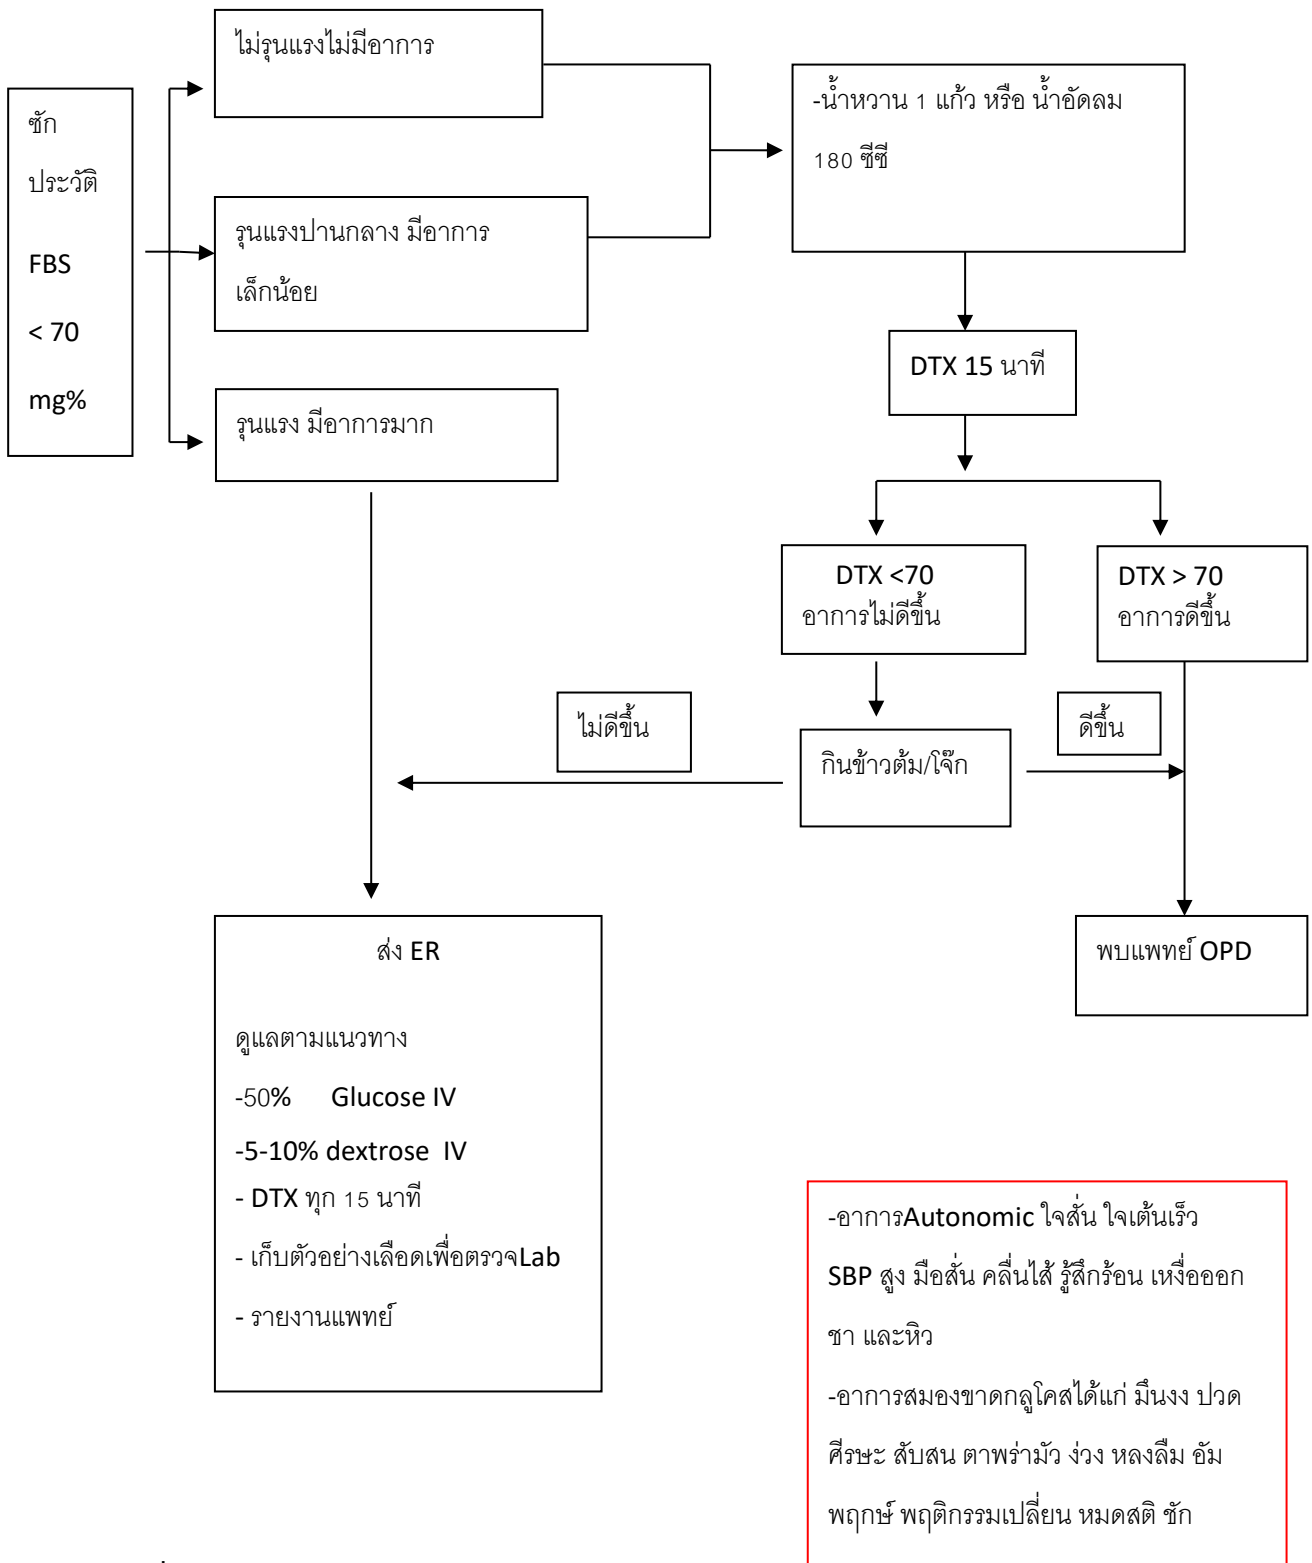 ไม่รุนแรงไม่มีอาการ
ซัก
ประวัติ
FBS
< 70
mg%
-น้ำหวาน 1 แก้ว หรือ น้ำอัดลม
180 ซีซี
รุนแรงปานกลาง มีอาการ
เล็กน้อย
DTX 15 นาที
รุนแรง มีอาการมาก
DTX <70
อาการไม่ดีขึ้น
DTX > 70
อาการดีขึ้น
ไม่ดีขึ้น
ดีขึ้น
กินข้าวต้ม/โจ๊ก
ส่ง ER
ดูแลตามแนวทาง
-50% Glucose IV
-5-10% dextrose IV
- DTX ทุก 15 นาที
- เก็บตัวอย่างเลือดเพื่อตรวจLab
- รายงานแพทย์
พบแพทย์ OPD
-อาการAutonomic ใจสั่น ใจเต้นเร็ว
SBP สูง มือสั่น คลื่นไส้ รู้สึกร้อน เหงื่อออก
ชา และหิว
-อาการสมองขาดกลูโคสได้แก่ มึนงง ปวด
ศีรษะ สับสน ตาพร่ามัว ง่วง หลงลืม อัม
พฤกษ์ พฤติกรรมเปลี่ยน หมดสติ ชัก